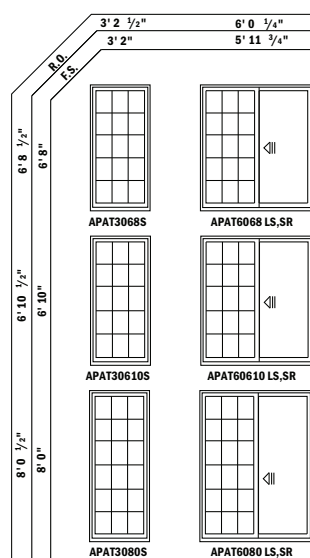 3' 2 1/2" 6' 0 1/4"
R.O.
3' 2" 5' 11 3/4"
F.S.
6' 8 1/2" 6' 8"
APAT3068S APAT6068 LS,SR
6' 10 1/2" 6' 10"
APAT30610S APAT60610 LS,SR
8' 0 1/2" 8' 0"
APAT3080S APAT6080 LS,SR